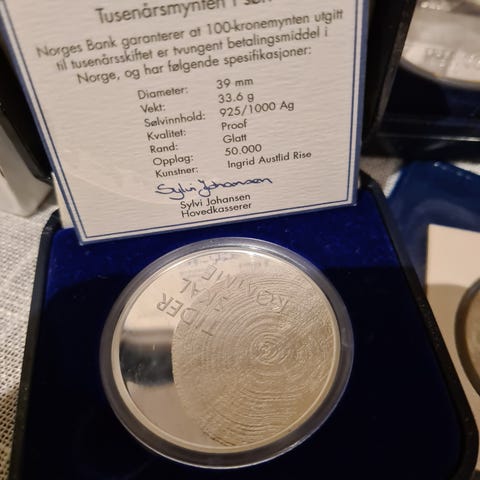 Tusenårsmynten i
Norges Bank garanterer at 100-kronemynten utgitt
til tusenårsskiftet er tvungent betalingsmiddel i
Norge, og har følgende spesifikasjoner:
Diameter: 39 mm
Vekt: 33.6 g
Sølvinnhold: 925/1000 Ag
Kvalitet: Proof
Rand: Glatt
Opplag: 50.000
Kunstner: Ingrid Austlid Rise
Sylvi Johansen
Sylvi Johansen
Hovedkasserer
TIDER
SKAL
KOMME